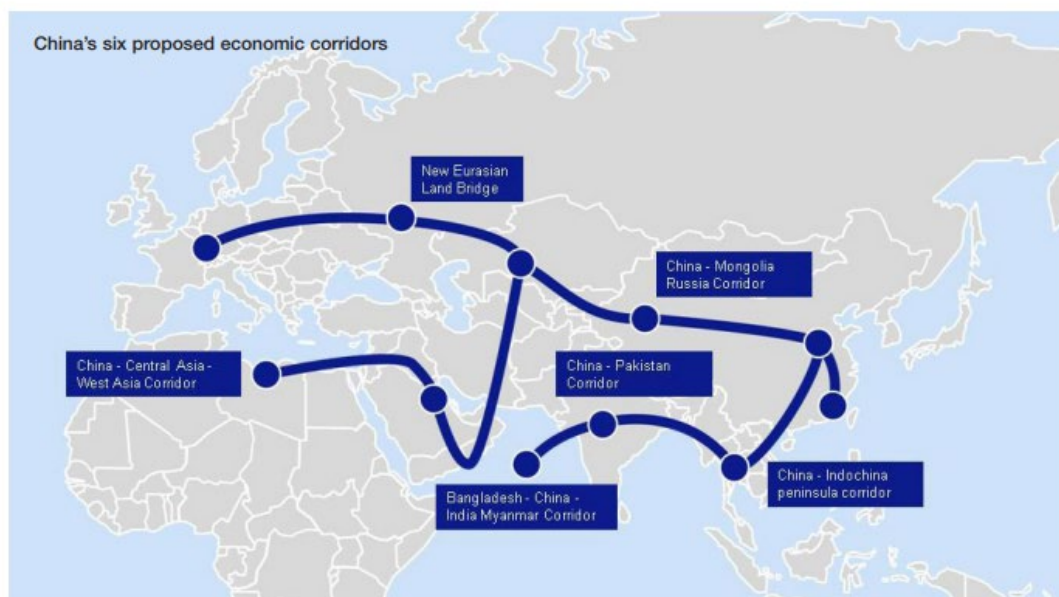 China's six proposed economic corridors
New Eurasian
Land Bridge
China - Mongolia
Russia Corridor
China - Central Asia -
West Asia Corridor
China - Pakistan
Corridor
Bangladesh - China -
India Myanmar Corridor
China - Indochina
peninsula corridor